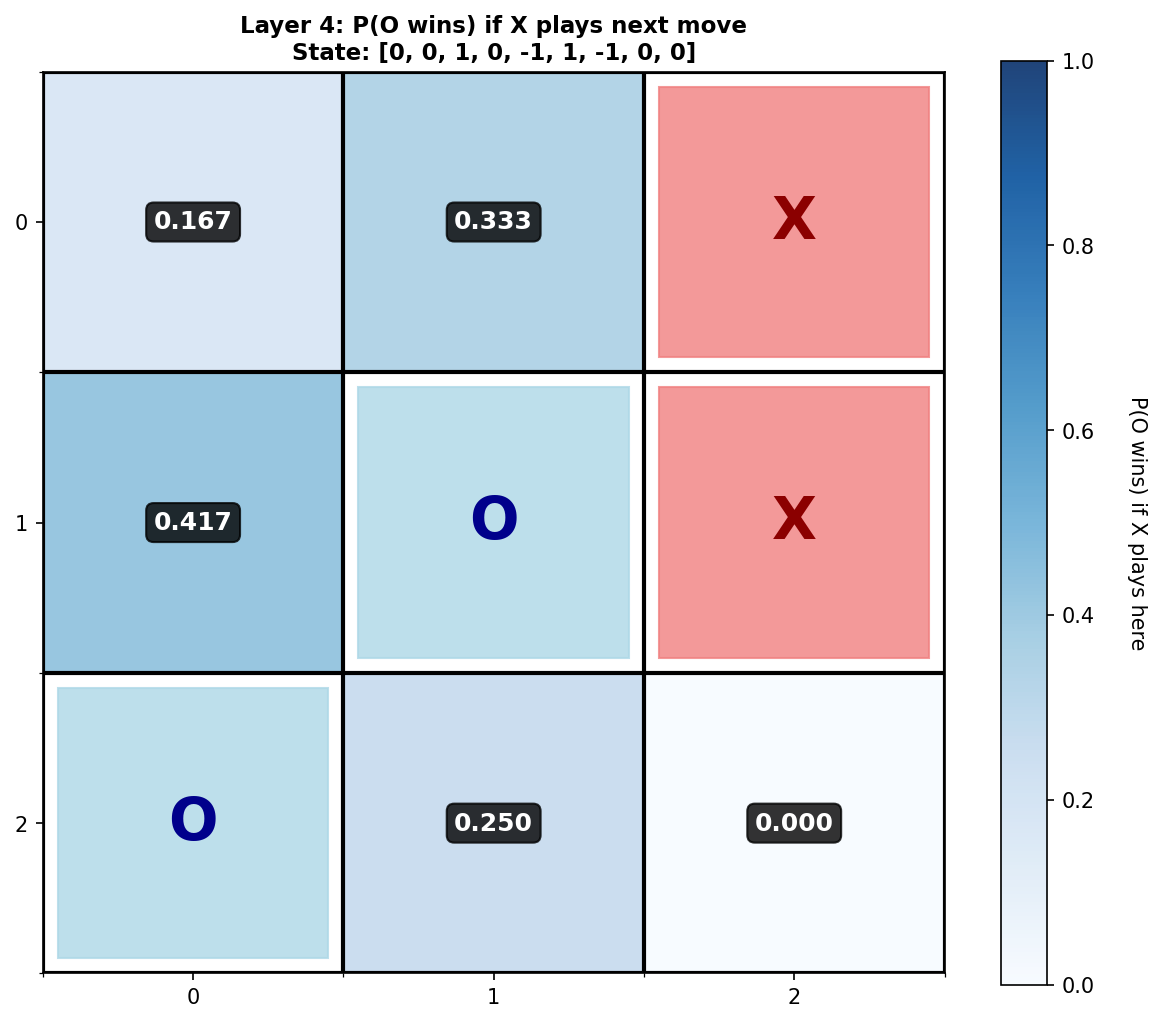 Layer 4: P(O wins) if X plays next move
State: [0, 0, 1, 0, -1, 1, -1, 0, 0]
0
0.167
0.333
X
1
0.417
O
X
2
O
0.250
0.000
0
1
2
1.0
0.8
0.6
0.4
0.2
0.0
P(O wins) if X plays here